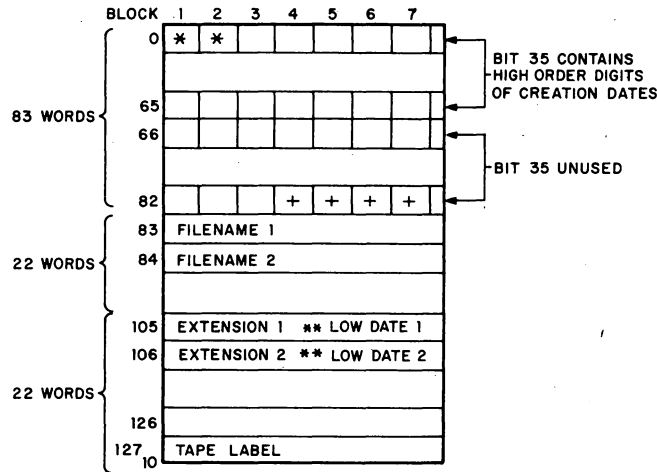 BLOCK 1 2 3 4 5 6 7
0 * *
BIT 35 CONTAINS
HIGH ORDER DIGITS
OF CREATION DATES
83 WORDS
65
66
BIT 35 UNUSED
82 + + + +
83 FILENAME 1
22 WORDS
84 FILENAME 2
105 EXTENSION 1 ** LOW DATE 1
106 EXTENSION 2 ** LOW DATE 2
22 WORDS
126
127 TAPE LABEL
10